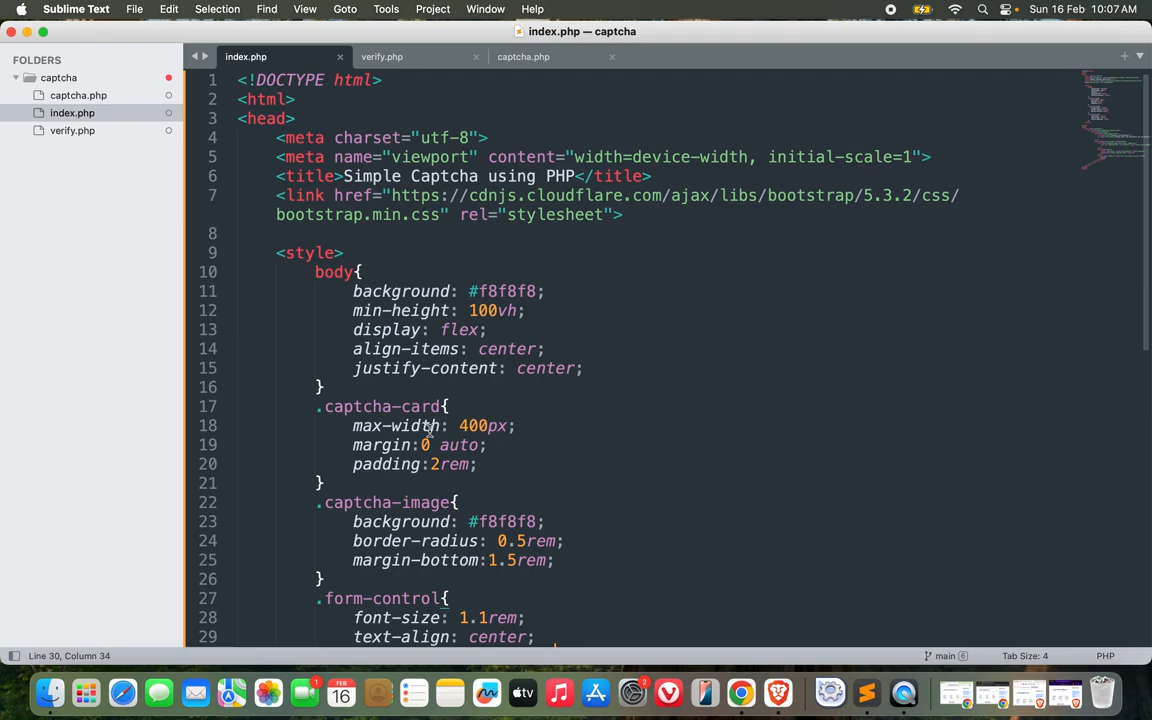 Sublime Text File Edit Selection Find View Goto Tools Project Window Help Sun 16 Feb 10:07 AM
index.php — captcha
FOLDERS
captcha
captcha.php
index.php
verify.php
index.php verify.php captcha.php
1 <!DOCTYPE html>
2 <html>
3 <head>
4 <meta charset="utf-8">
5 <meta name="viewport" content="width=device-width, initial-scale=1">
6 <title>Simple Captcha using PHP</title>
7 <link href="https://cdnjs.cloudflare.com/ajax/libs/bootstrap/5.3.2/css/
bootstrap.min.css" rel="stylesheet">
8
9 <style>
10 body{
11 background: #f8f8f8;
12 min-height: 100vh;
13 display: flex;
14 align-items: center;
15 justify-content: center;
16 }
17 .captcha-card{
18 max-width: 400px;
19 margin:0 auto;
20 padding:2rem;
21 }
22 .captcha-image{
23 background: #f8f8f8;
24 border-radius: 0.5rem;
25 margin-bottom:1.5rem;
26 }
27 .form-control{
28 font-size: 1.1rem;
29 text-align: center;
Line 30, Column 34 main 6 Tab Size: 4 PHP
1 FEB 16 tv 2